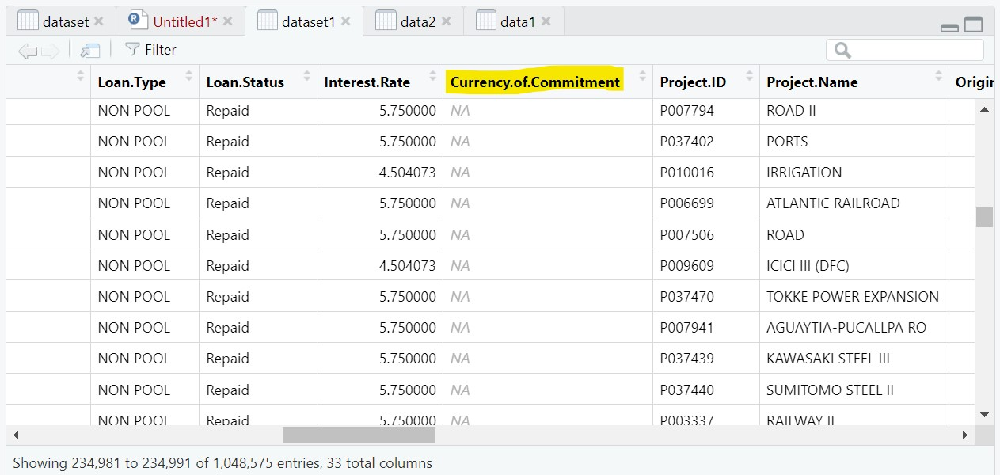 dataset Untitled1* dataset1 data2 data1
Filter
Loan.Type Loan.Status Interest.Rate Currency.of.Commitment Project.ID Project.Name Origin
NON POOL Repaid 5.750000 NA P007794 ROAD II
NON POOL Repaid 5.750000 NA P037402 PORTS
NON POOL Repaid 4.504073 NA P010016 IRRIGATION
NON POOL Repaid 5.750000 NA P006699 ATLANTIC RAILROAD
NON POOL Repaid 5.750000 NA P007506 ROAD
NON POOL Repaid 4.504073 NA P009609 ICICI III (DFC)
NON POOL Repaid 5.750000 NA P037470 TOKKE POWER EXPANSION
NON POOL Repaid 5.750000 NA P007941 AGUAYTIA-PUCALLPA RO
NON POOL Repaid 5.750000 NA P037439 KAWASAKI STEEL III
NON POOL Repaid 5.750000 NA P037440 SUMITOMO STEEL II
NON POOL Repaid 5.750000 NA P003337 RAILWAY II
Showing 234,981 to 234,991 of 1,048,575 entries, 33 total columns